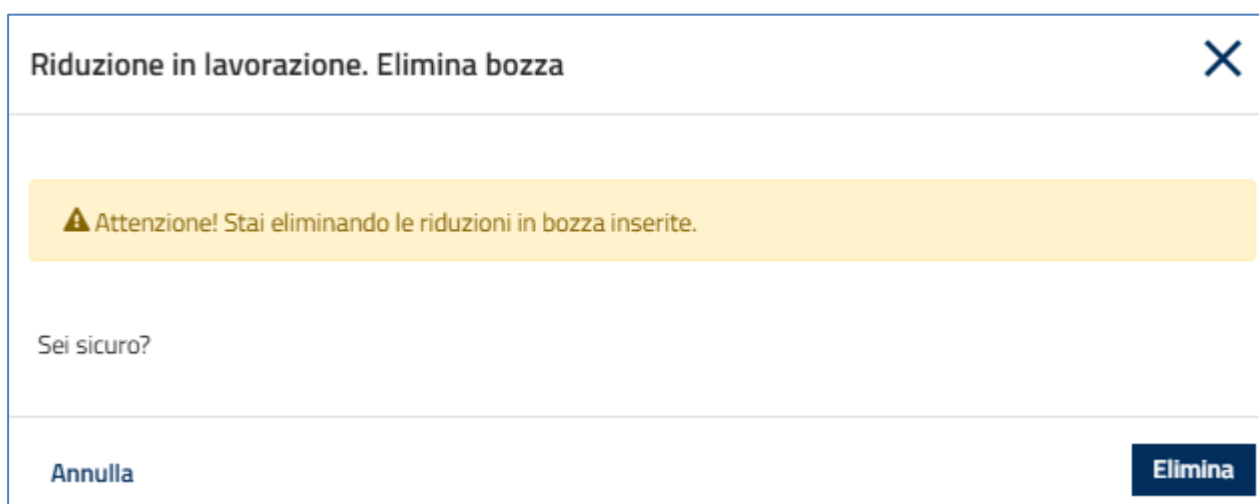 Riduzione in lavorazione. Elimina bozza
Attenzione! Stai eliminando le riduzioni in bozza inserite.
Sei sicuro?
Annulla
Elimina